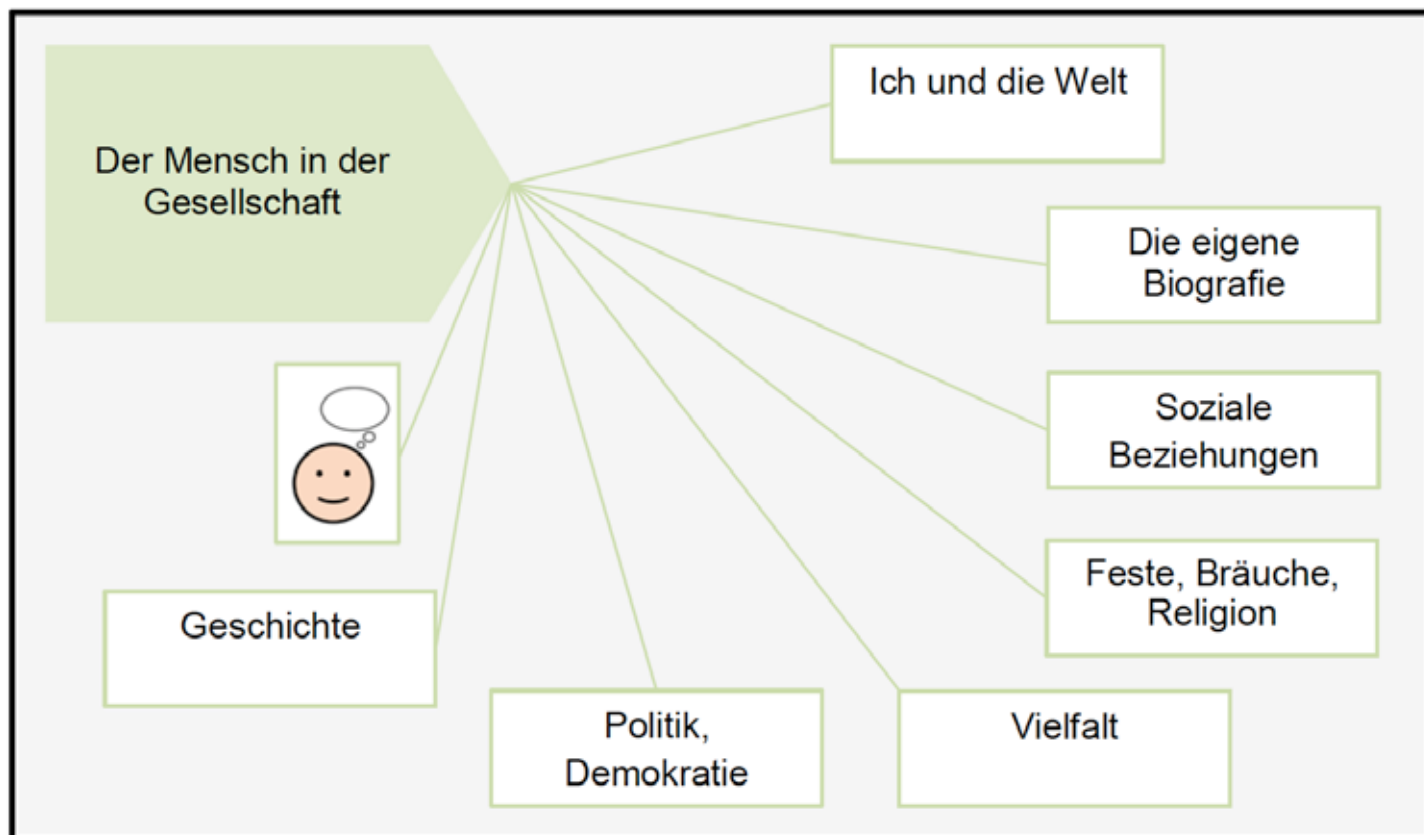 Der Mensch in der
Gesellschaft
Ich und die Welt
Die eigene
Biografie
Soziale
Beziehungen
Feste, Bräuche,
Religion
Vielfalt
Politik,
Demokratie
Geschichte